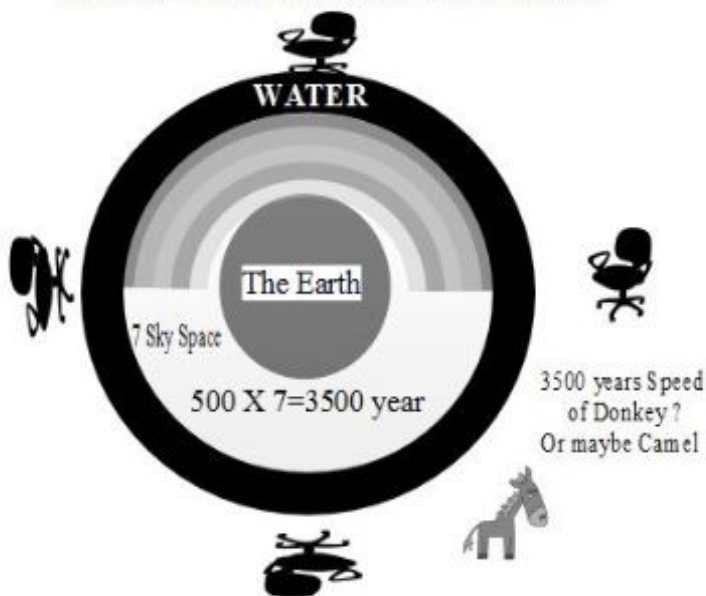 WATER
The Earth
7 Sky Space
500 X 7=3500 year
3500 years Speed
of Donkey ?
Or maybe Camel